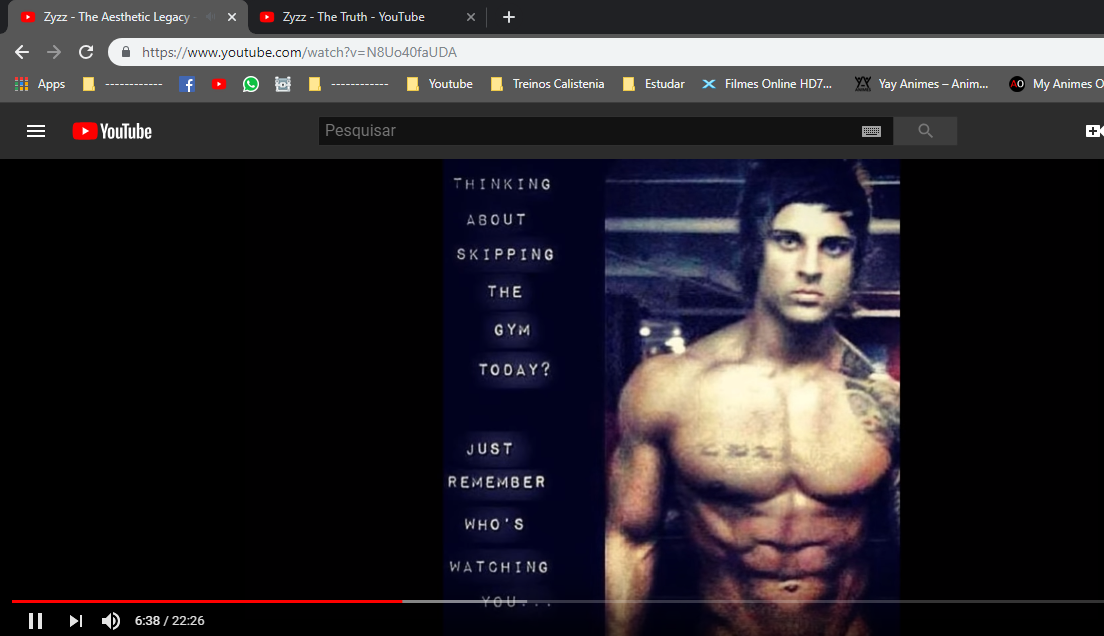 Zyzz - The Aesthetic Legacy -
Zyzz - The Truth - YouTube
https://www.youtube.com/watch?v=N8Uo40faUDA
Apps
------------
------------
Youtube
Treinos Calistenia
Estudar
Filmes Online HD7...
Yay Animes – Anim...
My Animes O
YouTube
Pesquisar
THINKING
ABOUT
SKIPPING
THE
GYM
TODAY?
JUST
REMEMBER
WHO'S
WATCHING
YOU...
6:38 / 22:26